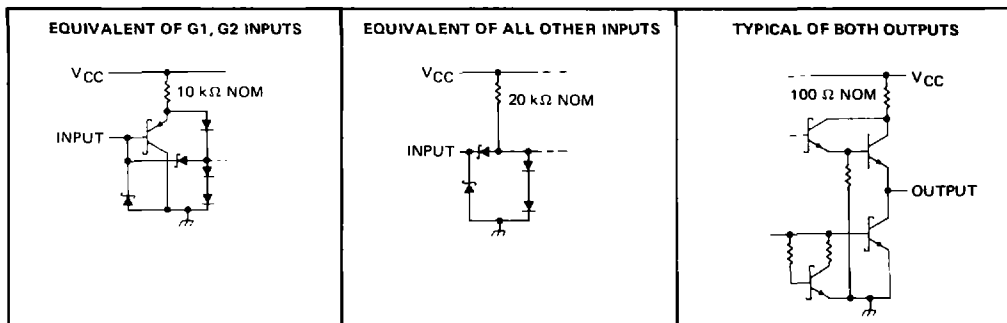 EQUIVALENT OF G1, G2 INPUTS
VCC
10 kΩ NOM
INPUT
EQUIVALENT OF ALL OTHER INPUTS
VCC
20 kΩ NOM
INPUT
TYPICAL OF BOTH OUTPUTS
VCC
100 Ω NOM
OUTPUT